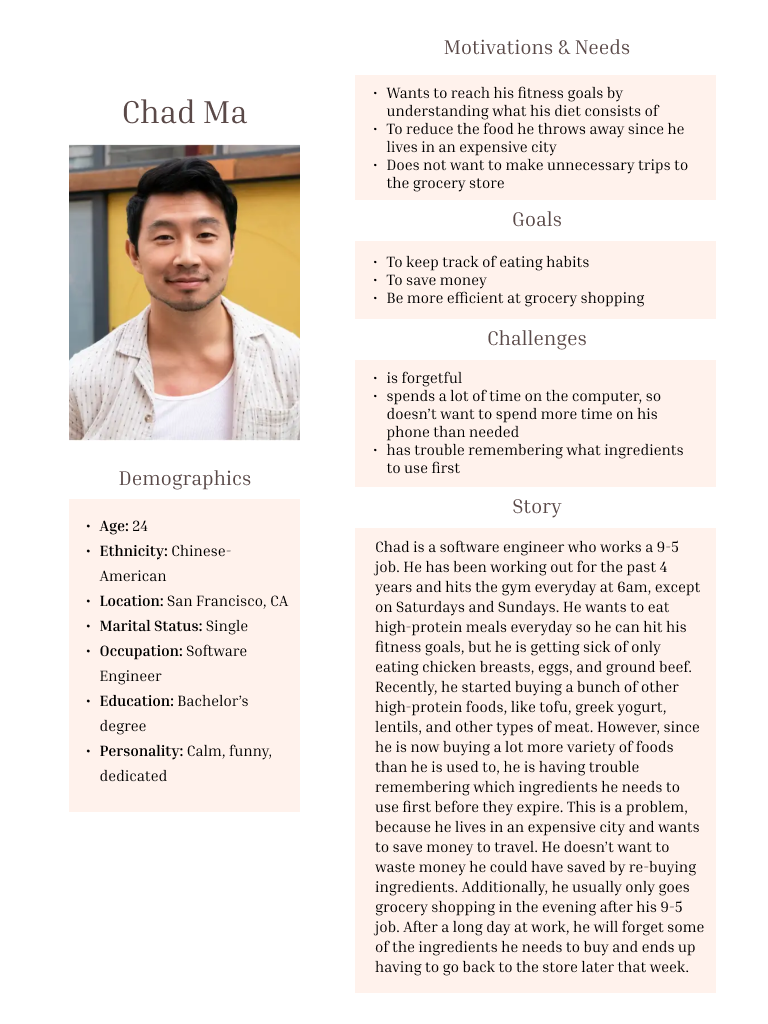 Chad Ma
Demographics
• Age: 24
• Ethnicity: Chinese-
American
• Location: San Francisco, CA
• Marital Status: Single
• Occupation: Software
Engineer
• Education: Bachelor’s
degree
• Personality: Calm, funny,
dedicated
Motivations & Needs
• Wants to reach his fitness goals by
understanding what his diet consists of
• To reduce the food he throws away since he
lives in an expensive city
• Does not want to make unnecessary trips to
the grocery store
Goals
• To keep track of eating habits
• To save money
• Be more efficient at grocery shopping
Challenges
• is forgetful
• spends a lot of time on the computer, so
doesn’t want to spend more time on his
phone than needed
• has trouble remembering what ingredients
to use first
Story
Chad is a software engineer who works a 9-5
job. He has been working out for the past 4
years and hits the gym everyday at 6am, except
on Saturdays and Sundays. He wants to eat
high-protein meals everyday so he can hit his
fitness goals, but he is getting sick of only
eating chicken breasts, eggs, and ground beef.
Recently, he started buying a bunch of other
high-protein foods, like tofu, greek yogurt,
lentils, and other types of meat. However, since
he is now buying a lot more variety of foods
than he is used to, he is having trouble
remembering which ingredients he needs to
use first before they expire. This is a problem,
because he lives in an expensive city and wants
to save money to travel. He doesn’t want to
waste money he could have saved by re-buying
ingredients. Additionally, he usually only goes
grocery shopping in the evening after his 9-5
job. After a long day at work, he will forget some
of the ingredients he needs to buy and ends up
having to go back to the store later that week.